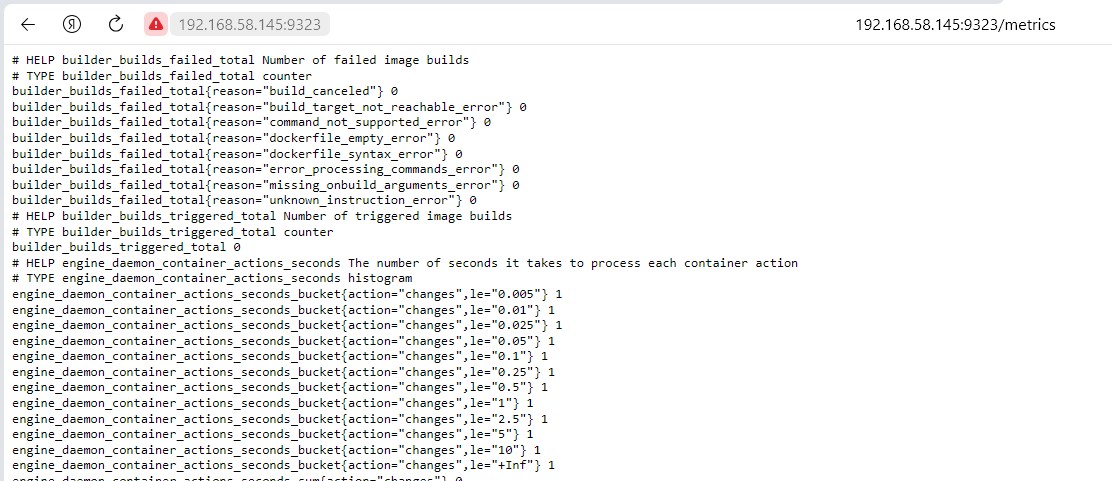 192.168.58.145:9323
192.168.58.145:9323/metrics
# HELP builder_builds_failed_total Number of failed image builds
# TYPE builder_builds_failed_total counter
builder_builds_failed_total{reason="build_canceled"} 0
builder_builds_failed_total{reason="build_target_not_reachable_error"} 0
builder_builds_failed_total{reason="command_not_supported_error"} 0
builder_builds_failed_total{reason="dockerfile_empty_error"} 0
builder_builds_failed_total{reason="dockerfile_syntax_error"} 0
builder_builds_failed_total{reason="error_processing_commands_error"} 0
builder_builds_failed_total{reason="missing_onbuild_arguments_error"} 0
builder_builds_failed_total{reason="unknown_instruction_error"} 0
# HELP builder_builds_triggered_total Number of triggered image builds
# TYPE builder_builds_triggered_total counter
builder_builds_triggered_total 0
# HELP engine_daemon_container_actions_seconds The number of seconds it takes to process each container action
# TYPE engine_daemon_container_actions_seconds histogram
engine_daemon_container_actions_seconds_bucket{action="changes",le="0.005"} 1
engine_daemon_container_actions_seconds_bucket{action="changes",le="0.01"} 1
engine_daemon_container_actions_seconds_bucket{action="changes",le="0.025"} 1
engine_daemon_container_actions_seconds_bucket{action="changes",le="0.05"} 1
engine_daemon_container_actions_seconds_bucket{action="changes",le="0.1"} 1
engine_daemon_container_actions_seconds_bucket{action="changes",le="0.25"} 1
engine_daemon_container_actions_seconds_bucket{action="changes",le="0.5"} 1
engine_daemon_container_actions_seconds_bucket{action="changes",le="1"} 1
engine_daemon_container_actions_seconds_bucket{action="changes",le="2.5"} 1
engine_daemon_container_actions_seconds_bucket{action="changes",le="5"} 1
engine_daemon_container_actions_seconds_bucket{action="changes",le="10"} 1
engine_daemon_container_actions_seconds_bucket{action="changes",le="+Inf"} 1
engine_daemon_container_actions_seconds_sum{action="changes"} 0